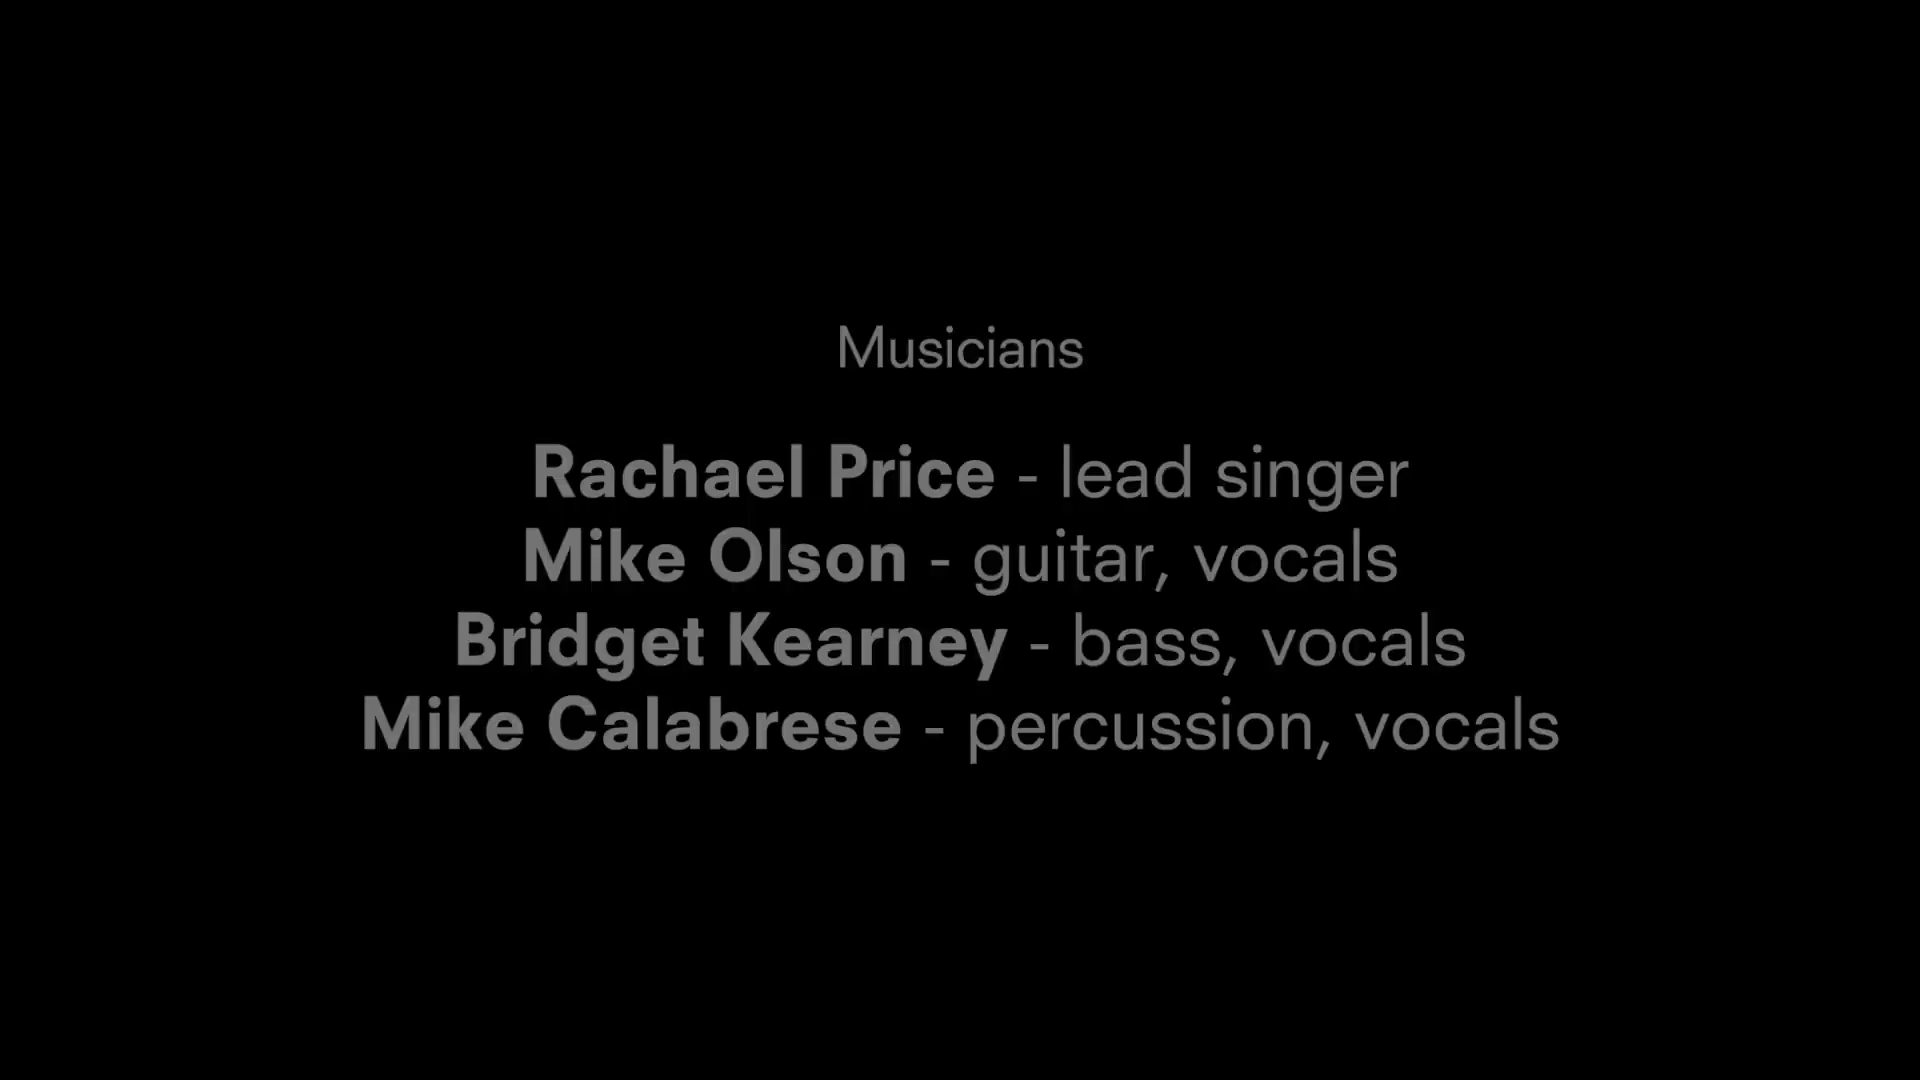 Musicians
Rachael Price - lead singer
Mike Olson - guitar, vocals
Bridget Kearney - bass, vocals
Mike Calabrese - percussion, vocals